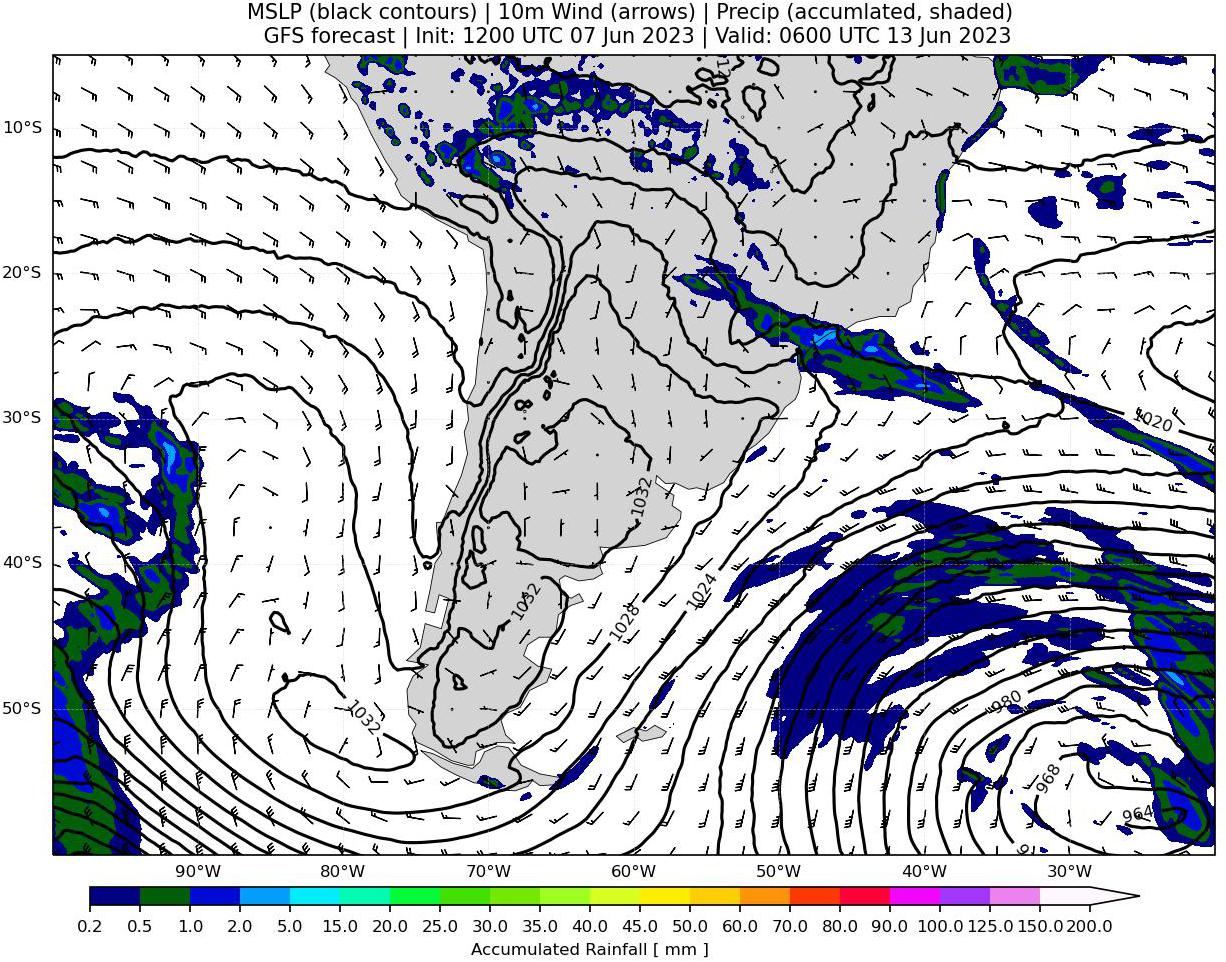 MSLP (black contours) | 10m Wind (arrows) | Precip (accumlated, shaded)
GFS forecast | Init: 1200 UTC 07 Jun 2023 | Valid: 0600 UTC 13 Jun 2023
10°S
20°S
30°S
1020
1032
40°S
1032
1024
1028
50°S
1032
980
968
964
90°W
80°W
70°W
60°W
50°W
40°W
30°W
0.2 0.5 1.0 2.0 5.0 10.0 15.0 20.0 25.0 30.0 35.0 40.0 45.0 50.0 60.0 70.0 80.0 90.0 100.0 125.0 150.0 200.0
Accumulated Rainfall [ mm ]